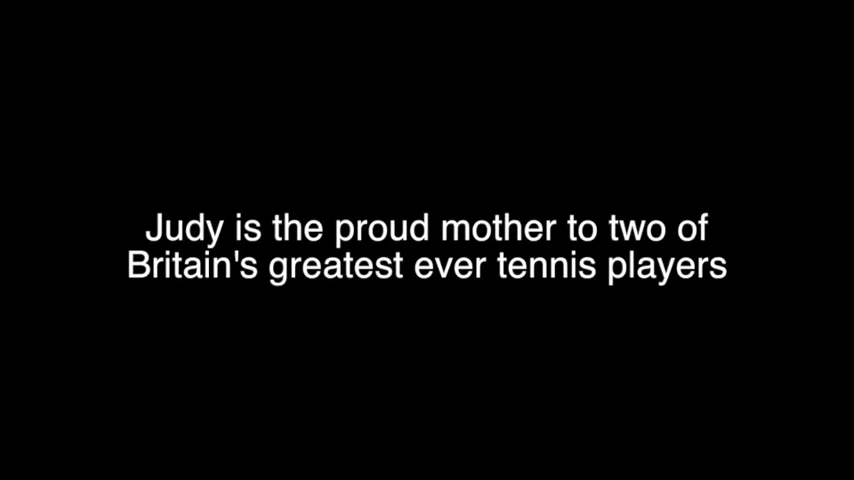 Judy is the proud mother to two of
Britain's greatest ever tennis players